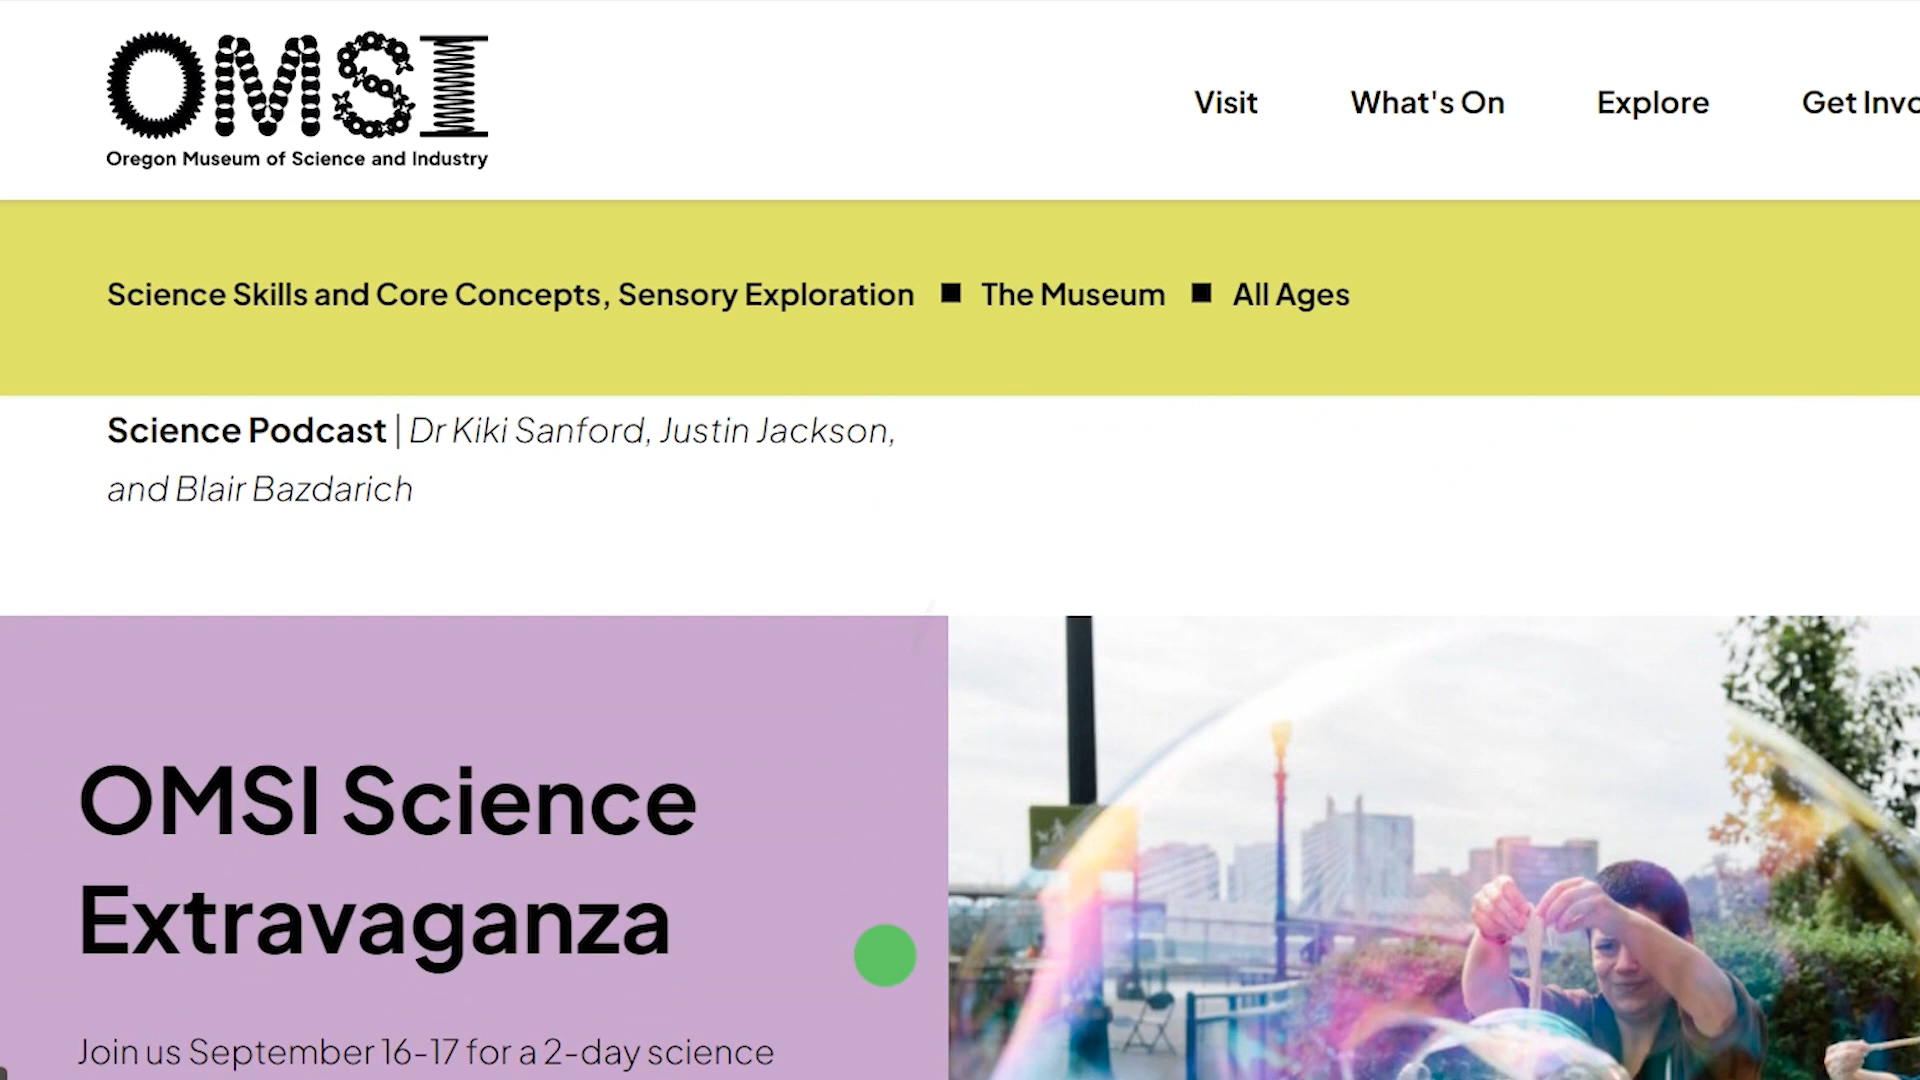 OMSI
Oregon Museum of Science and Industry
Visit What's On Explore Get Invo
Science Skills and Core Concepts, Sensory Exploration ■ The Museum ■ All Ages
Science Podcast | Dr Kiki Sanford, Justin Jackson,
and Blair Bazdarich
OMSI Science
Extravaganza
Join us September 16-17 for a 2-day science